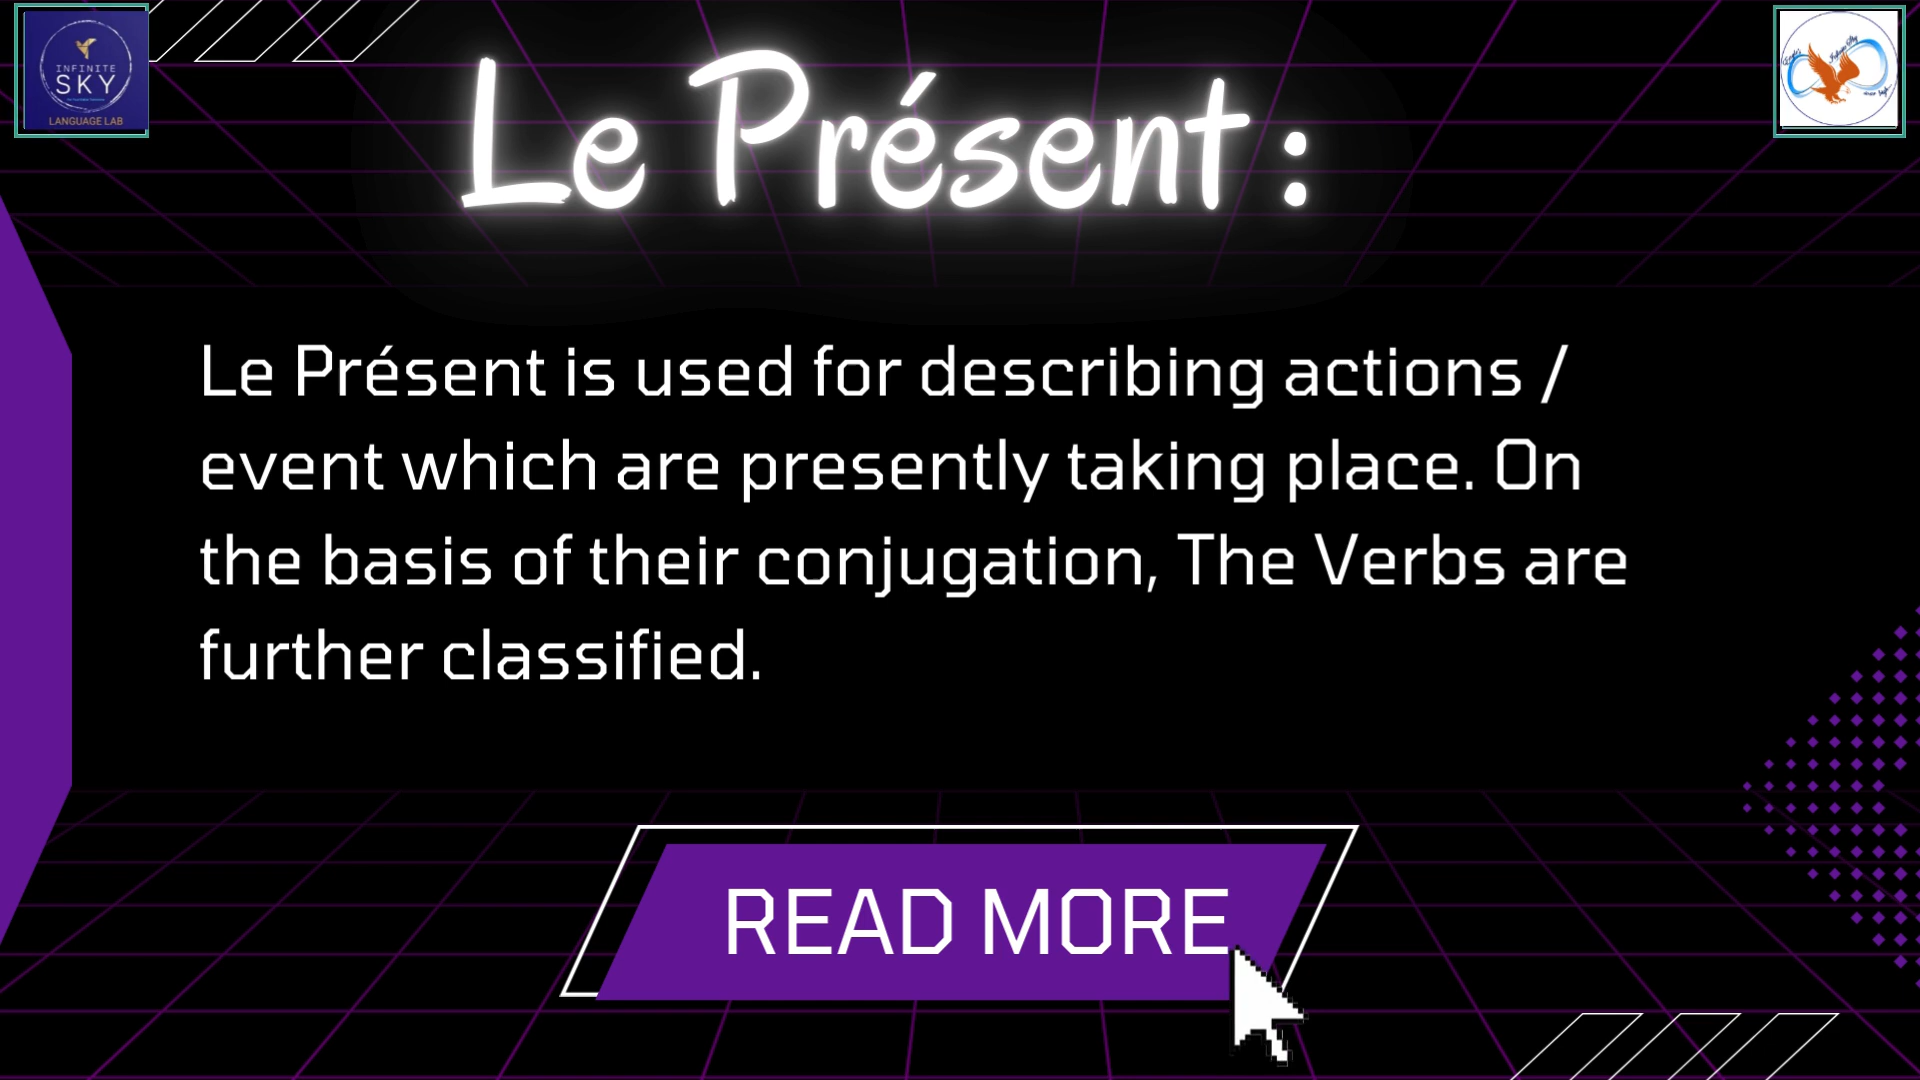 INFINITE
SKY
LANGUAGE LAB
Le Présent :
Le Présent is used for describing actions /
event which are presently taking place. On
the basis of their conjugation, The Verbs are
further classified.
READ MORE